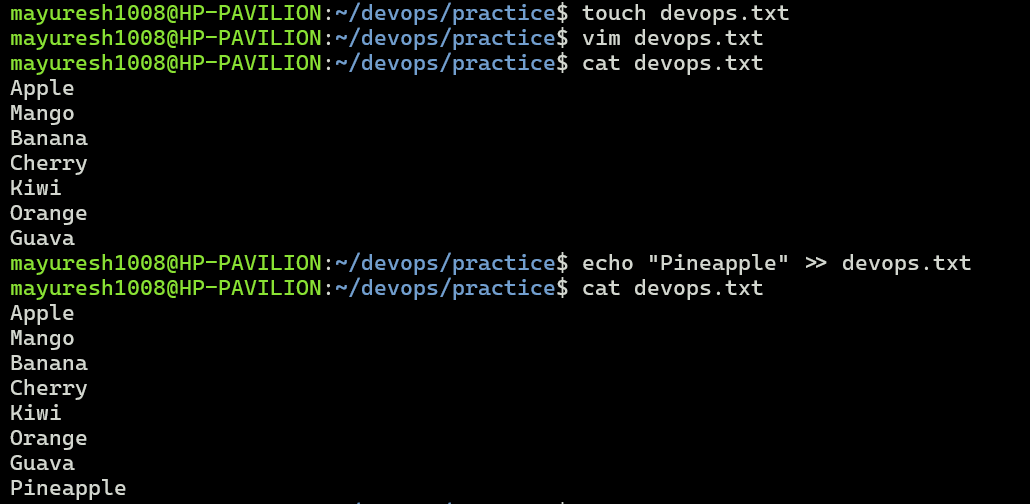 mayuresh1008@HP-PAVILION:~/devops/practice$ touch devops.txt
mayuresh1008@HP-PAVILION:~/devops/practice$ vim devops.txt
mayuresh1008@HP-PAVILION:~/devops/practice$ cat devops.txt
Apple
Mango
Banana
Cherry
Kiwi
Orange
Guava
mayuresh1008@HP-PAVILION:~/devops/practice$ echo "Pineapple" >> devops.txt
mayuresh1008@HP-PAVILION:~/devops/practice$ cat devops.txt
Apple
Mango
Banana
Cherry
Kiwi
Orange
Guava
Pineapple